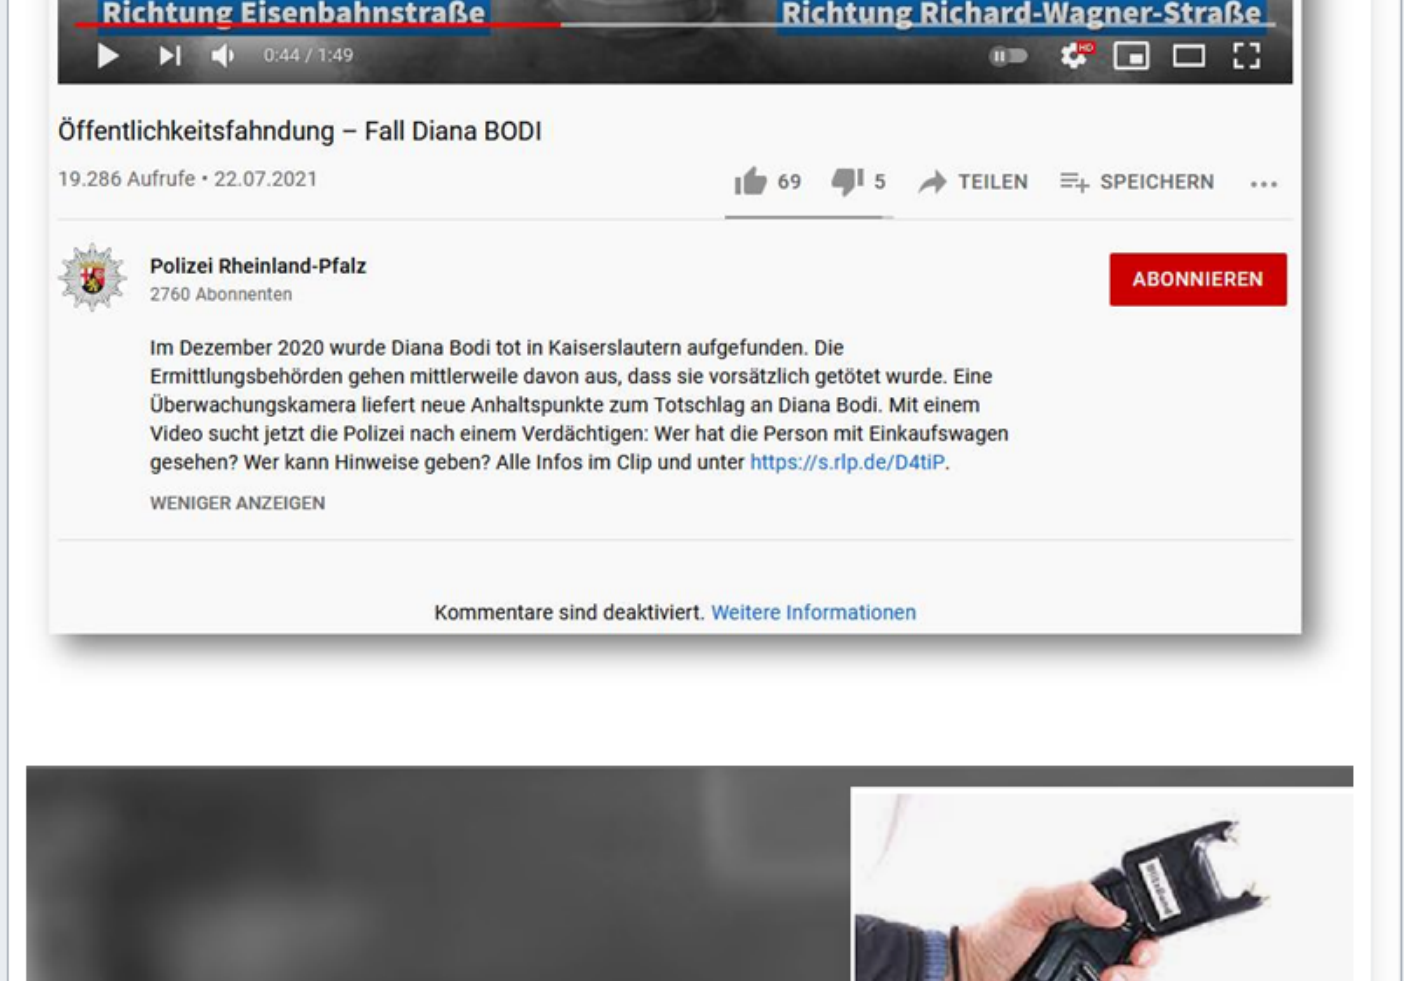 Richtung Eisenbahnstraße
Richtung Richard-Wagner-Straße
0:44 / 1:49
HD
Öffentlichkeitsfahndung – Fall Diana BODI
19.286 Aufrufe • 22.07.2021
69
5
TEILEN
SPEICHERN
Polizei Rheinland-Pfalz
2760 Abonnenten
ABONNIEREN
Im Dezember 2020 wurde Diana Bodi tot in Kaiserslautern aufgefunden. Die
Ermittlungsbehörden gehen mittlerweile davon aus, dass sie vorsätzlich getötet wurde. Eine
Überwachungskamera liefert neue Anhaltspunkte zum Totschlag an Diana Bodi. Mit einem
Video sucht jetzt die Polizei nach einem Verdächtigen: Wer hat die Person mit Einkaufswagen
gesehen? Wer kann Hinweise geben? Alle Infos im Clip und unter https://s.rlp.de/D4tiP.
WENIGER ANZEIGEN
Kommentare sind deaktiviert. Weitere Informationen